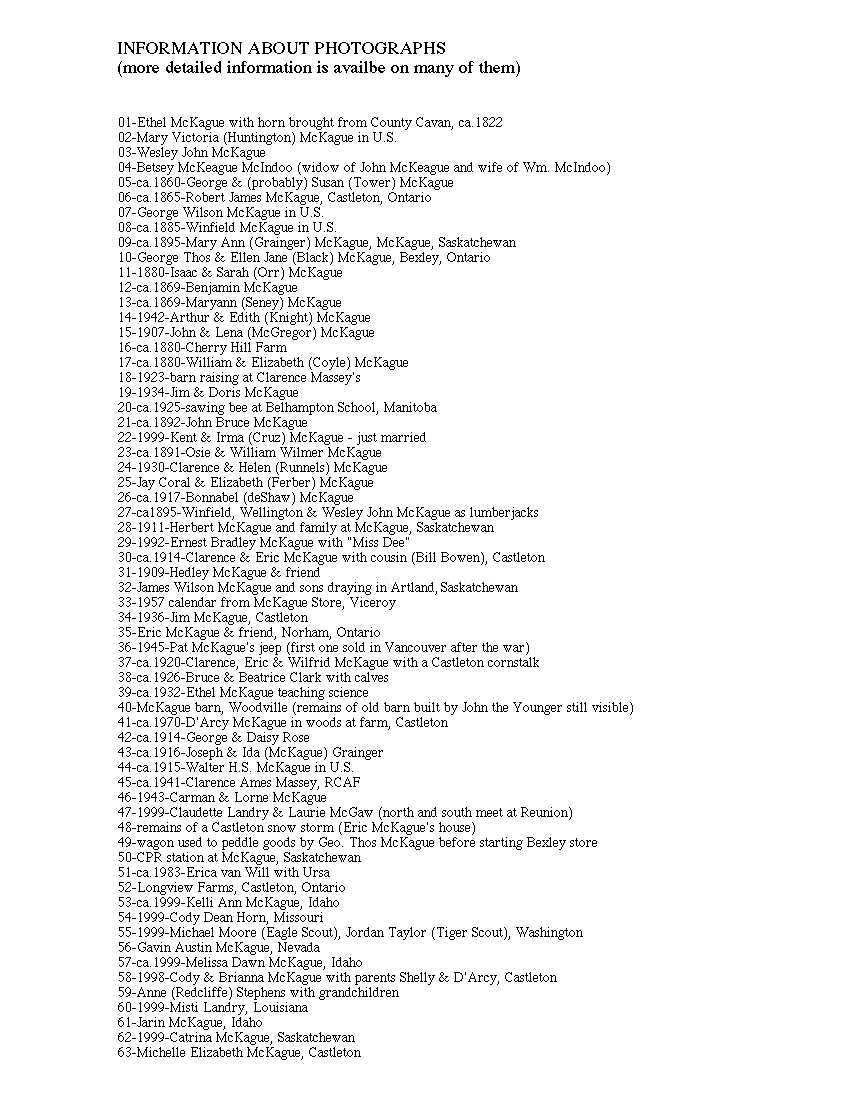 INFORMATION ABOUT PHOTOGRAPHS
(more detailed information is availbe on many of them)
01-Ethel McKague with horn brought from County Cavan, ca.1822
02-Mary Victoria (Huntington) McKague in U.S.
03-Wesley John McKague
04-Betsey McKeague McIndoo (widow of John McKeague and wife of Wm. McIndoo)
05-ca.1860-George & (probably) Susan (Tower) McKague
06-ca.1865-Robert James McKague, Castleton, Ontario
07-George Wilson McKague in U.S.
08-ca.1885-Winfield McKague in U.S.
09-ca.1895-Mary Ann (Grainger) McKague, McKague, Saskatchewan
10-George Thos & Ellen Jane (Black) McKague, Bexley, Ontario
11-1880-Isaac & Sarah (Orr) McKague
12-ca.1869-Benjamin McKague
13-ca.1869-Maryann (Seney) McKague
14-1942-Arthur & Edith (Knight) McKague
15-1907-John & Lena (McGregor) McKague
16-ca.1880-Cherry Hill Farm
17-ca.1880-William & Elizabeth (Coyle) McKague
18-1923-barn raising at Clarence Massey's
19-1934-Jim & Doris McKague
20-ca.1925-sawing bee at Belhampton School, Manitoba
21-ca.1892-John Bruce McKague
22-1999-Kent & Irma (Cruz) McKague - just married
23-ca.1891-Osie & William Wilmer McKague
24-1930-Clarence & Helen (Runnels) McKague
25-Jay Coral & Elizabeth (Ferber) McKague
26-ca.1917-Bonnabel (deShaw) McKague
27-ca1895-Winfield, Wellington & Wesley John McKague as lumberjacks
28-1911-Herbert McKague and family at McKague, Saskatchewan
29-1992-Ernest Bradley McKague with "Miss Dee"
30-ca.1914-Clarence & Eric McKague with cousin (Bill Bowen), Castleton
31-1909-Hedley McKague & friend
32-James Wilson McKague and sons draying in Artland, Saskatchewan
33-1957 calendar from McKague Store, Viceroy
34-1936-Jim McKague, Castleton
35-Eric McKague & friend, Norham, Ontario
36-1945-Pat McKague's jeep (first one sold in Vancouver after the war)
37-ca.1920-Clarence, Eric & Wilfrid McKague with a Castleton cornstalk
38-ca.1926-Bruce & Beatrice Clark with calves
39-ca.1932-Ethel McKague teaching science
40-McKague barn, Woodville (remains of old barn built by John the Younger still visible)
41-ca.1970-D'Arcy McKague in woods at farm, Castleton
42-ca.1914-George & Daisy Rose
43-ca.1916-Joseph & Ida (McKague) Grainger
44-ca.1915-Walter H.S. McKague in U.S.
45-ca.1941-Clarence Ames Massey, RCAF
46-1943-Carman & Lorne McKague
47-1999-Claudette Landry & Laurie McGaw (north and south meet at Reunion)
48-remains of a Castleton snow storm (Eric McKague's house)
49-wagon used to peddle goods by Geo. Thos McKague before starting Bexley store
50-CPR station at McKague, Saskatchewan
51-ca.1983-Erica van Will with Ursa
52-Longview Farms, Castleton, Ontario
53-ca.1999-Kelli Ann McKague, Idaho
54-1999-Cody Dean Horn, Missouri
55-1999-Michael Moore (Eagle Scout), Jordan Taylor (Tiger Scout), Washington
56-Gavin Austin McKague, Nevada
57-ca.1999-Melissa Dawn McKague, Idaho
58-1998-Cody & Brianna McKague with parents Shelly & D'Arcy, Castleton
59-Anne (Redcliffe) Stephens with grandchildren
60-1999-Misti Landry, Louisiana
61-Jarin McKague, Idaho
62-1999-Catrina McKague, Saskatchewan
63-Michelle Elizabeth McKague, Castleton